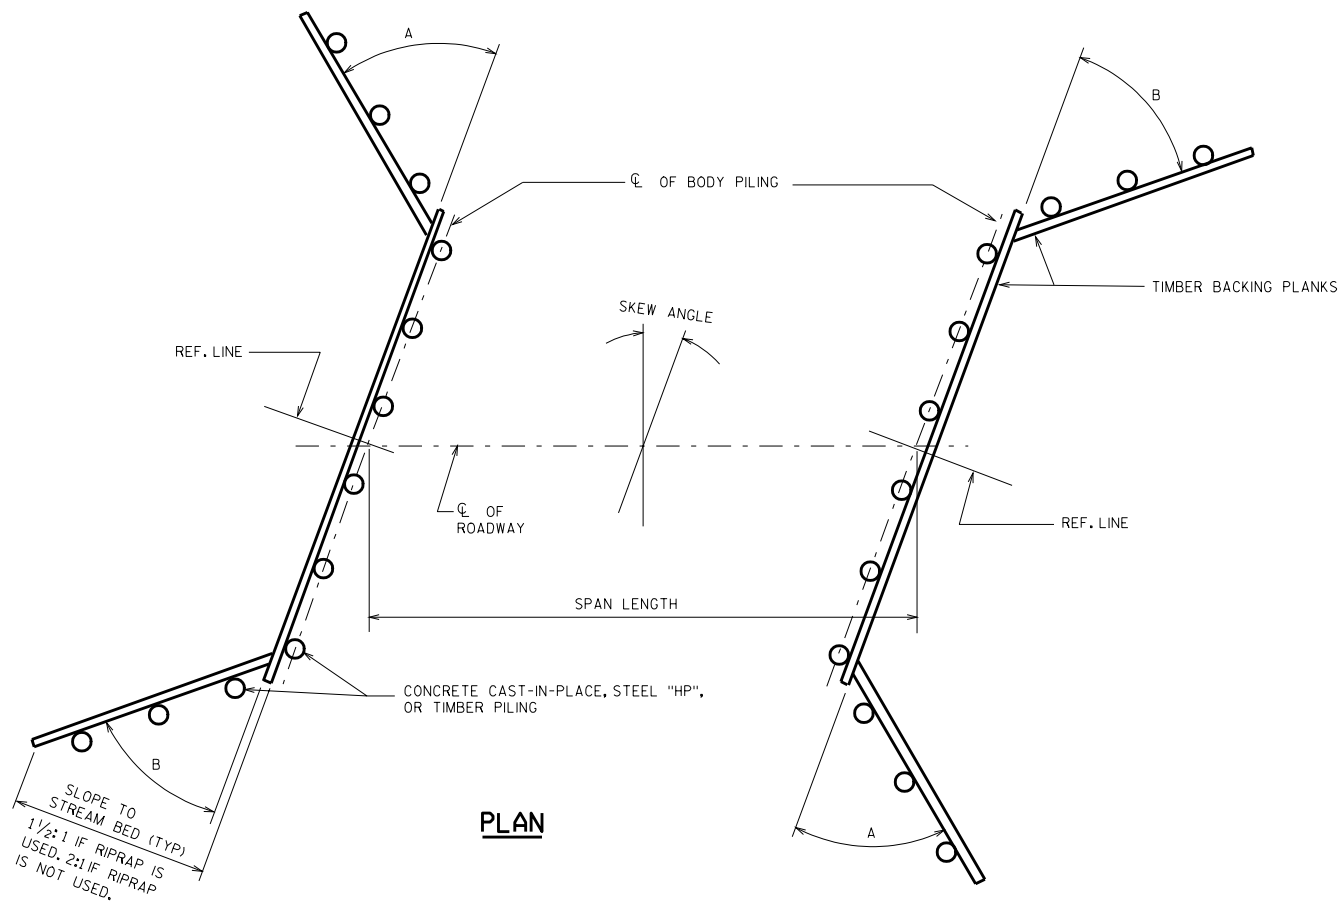 A
B
℄ OF BODY PILING
TIMBER BACKING PLANKS
SKEW ANGLE
REF. LINE
℄ OF
ROADWAY
REF. LINE
SPAN LENGTH
CONCRETE CAST-IN-PLACE, STEEL "HP",
OR TIMBER PILING
B
SLOPE TO
STREAM BED (TYP)
1 1/2:1 IF RIPRAP IS
USED. 2:1 IF RIPRAP
IS NOT USED.
PLAN
A